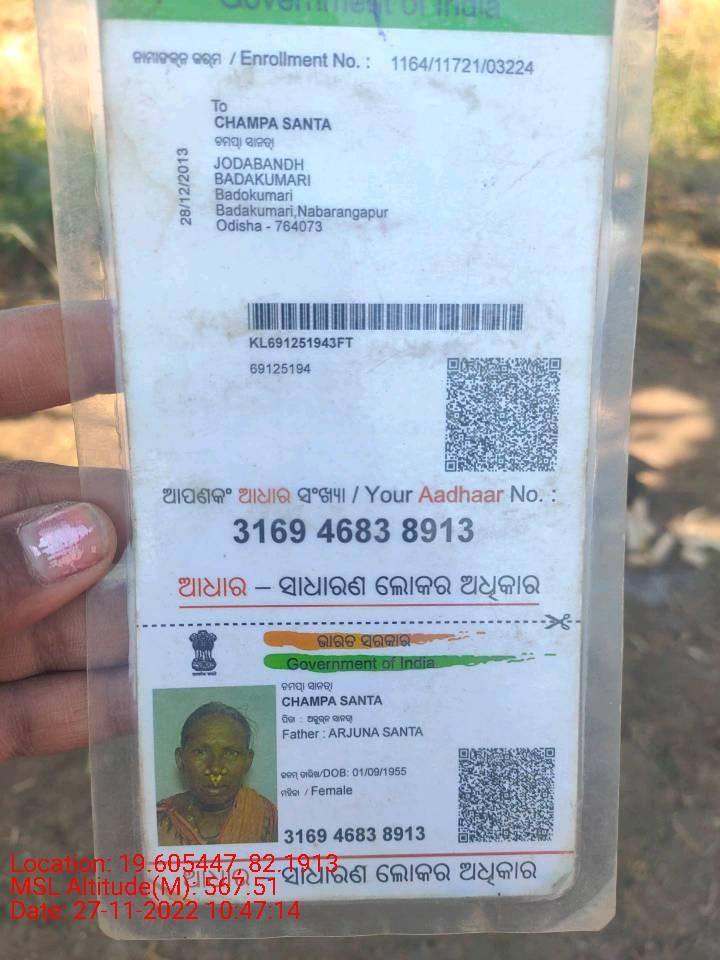 Government of India
ନାମାଙ୍କନ କ୍ରମ / Enrollment No. : 1164/11721/03224
To
CHAMPA SANTA
ଚମ୍ପା ସାନ୍ତା
28/12/2013
JODABANDH
BADAKUMARI
Badokumari
Badakumari,Nabarangapur
Odisha - 764073
KL691251943FT
69125194
ଆପଣଙ୍କ ଆଧାର ସଂଖ୍ୟା / Your Aadhaar No. :
3169 4683 8913
ଆଧାର – ସାଧାରଣ ଲୋକର ଅଧିକାର
ଭାରତ ସରକାର
Government of India
ଚମ୍ପା ସାନ୍ତା
CHAMPA SANTA
ପିତା : ଅର୍ଜୁନ ସାନ୍ତା
Father : ARJUNA SANTA
ଜନ୍ମ ତାରିଖ/DOB: 01/09/1955
ମହିଳା / Female
3169 4683 8913
ଆଧାର – ସାଧାରଣ ଲୋକର ଅଧିକାର
Location: 19.605447, 82.1913
MSL Altitude(M): 567.51
Date: 27-11-2022 10:47:14